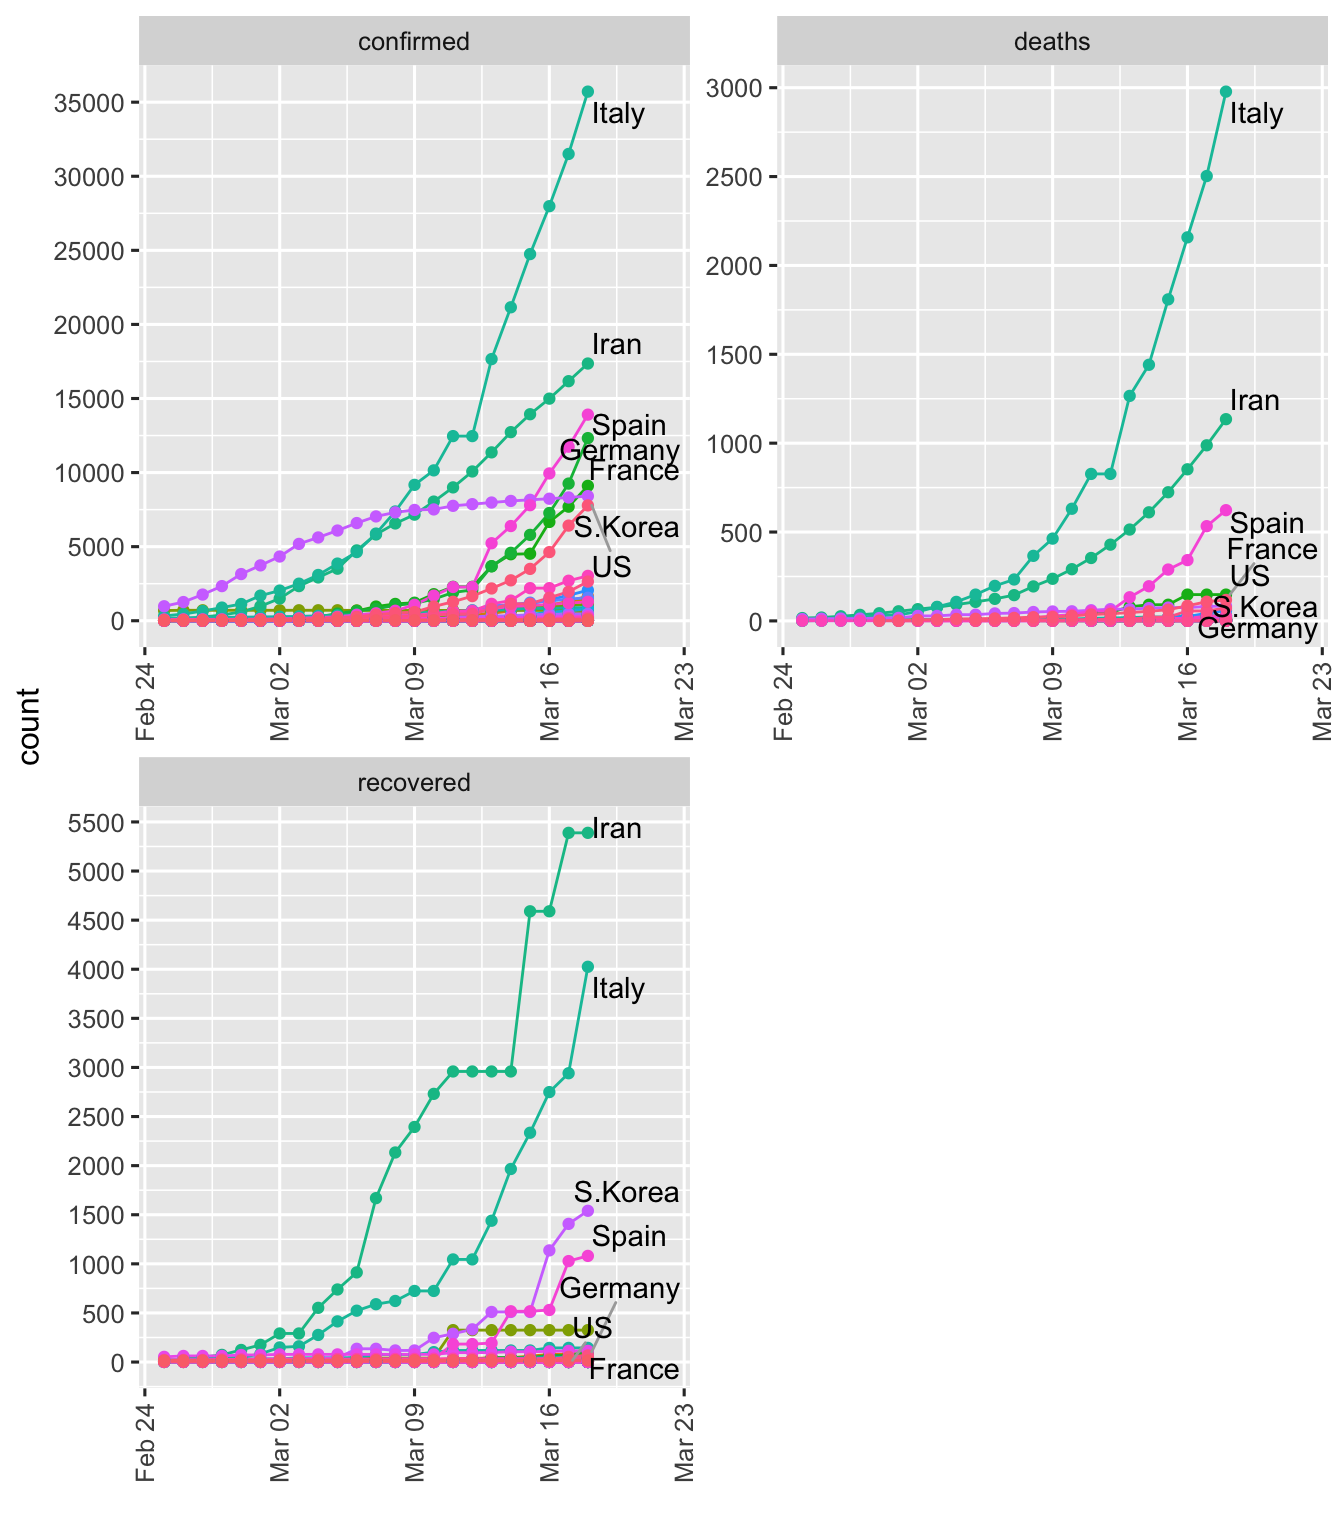 confirmed
35000
30000
25000
20000
15000
10000
5000
0
Italy
Iran
Spain
Germany
France
S.Korea
US
Feb 24
Mar 02
Mar 09
Mar 16
Mar 23
deaths
3000
2500
2000
1500
1000
500
0
Italy
Iran
Spain
France
US
S.Korea
Germany
Feb 24
Mar 02
Mar 09
Mar 16
Mar 23
count
recovered
5500
5000
4500
4000
3500
3000
2500
2000
1500
1000
500
0
Iran
Italy
S.Korea
Spain
Germany
US
France
Feb 24
Mar 02
Mar 09
Mar 16
Mar 23